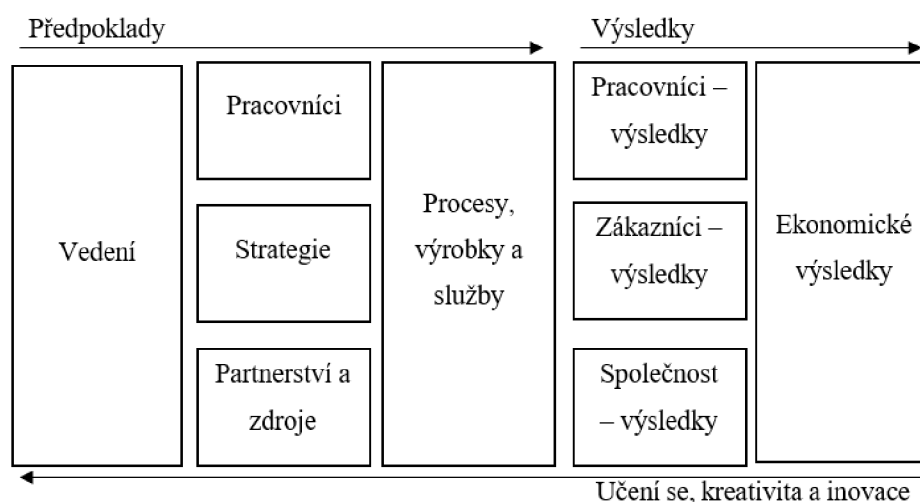 Předpoklady
Výsledky
Vedení
Pracovníci
Strategie
Partnerství a
zdroje
Procesy,
výrobky a
služby
Pracovníci –
výsledky
Zákazníci –
výsledky
Společnost
– výsledky
Ekonomické
výsledky
Učení se, kreativita a inovace